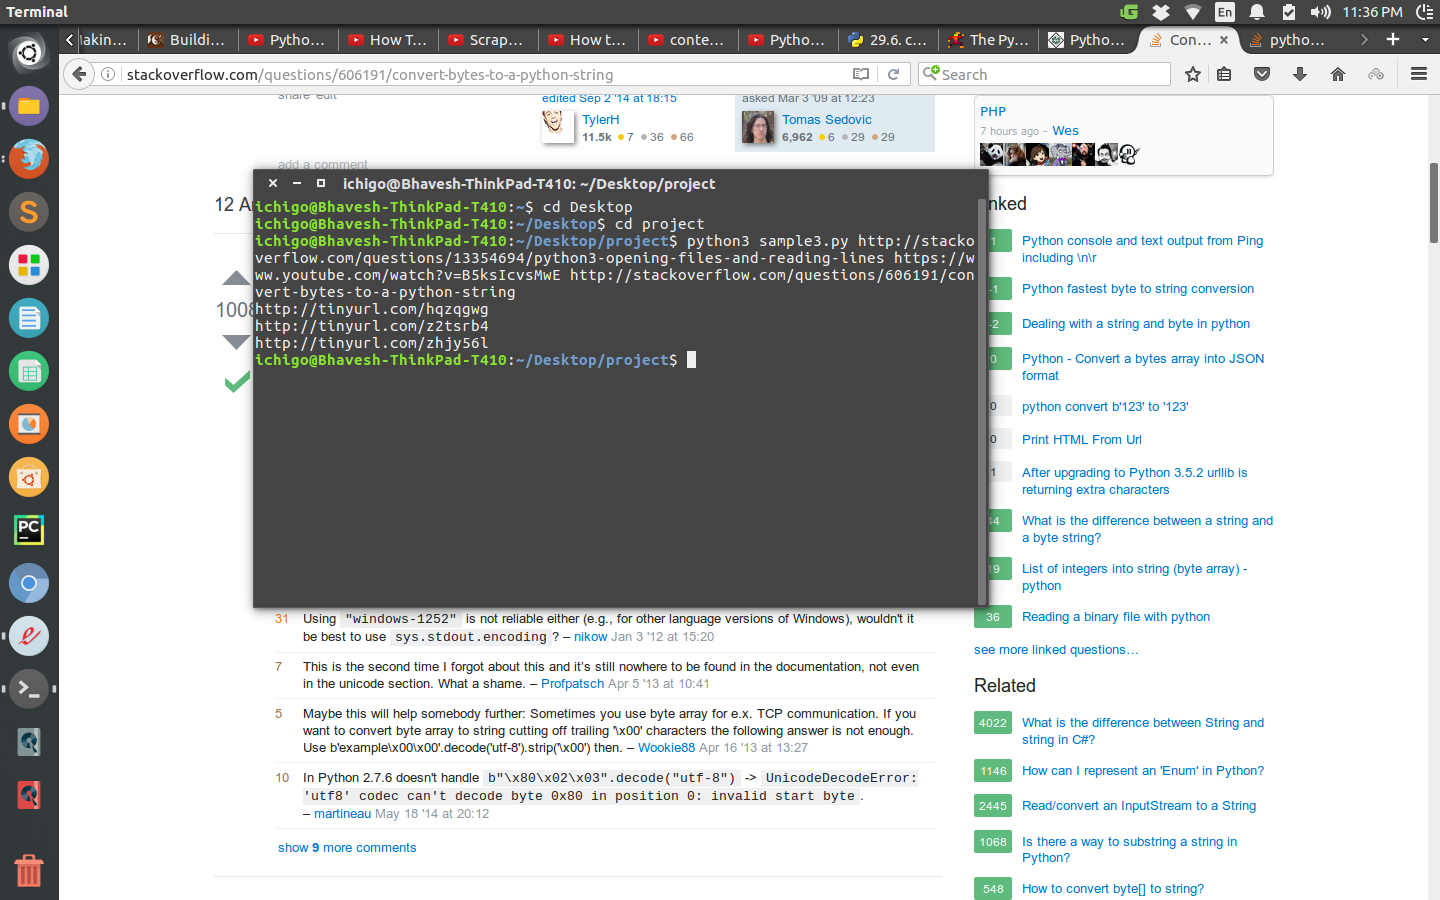 Terminal
En
11:36 PM
Makin...
Buildi...
Pytho...
How T...
Scrap...
How t...
conte...
Pytho...
29.6. c...
The Py...
Pytho...
Con...
pytho...
stackoverflow.com/questions/606191/convert-bytes-to-a-python-string
Search
share edit
edited Sep 2 '14 at 18:15
TylerH
11.5k 7 36 66
asked Mar 3 '09 at 12:23
Tomas Sedovic
6,962 6 29 29
add a comment
PHP
7 hours ago - Wes
12 A
1008
ichigo@Bhavesh-ThinkPad-T410: ~/Desktop/project
ichigo@Bhavesh-ThinkPad-T410:~$ cd Desktop
ichigo@Bhavesh-ThinkPad-T410:~/Desktop$ cd project
ichigo@Bhavesh-ThinkPad-T410:~/Desktop/project$ python3 sample3.py http://stacko
verflow.com/questions/13354694/python3-opening-files-and-reading-lines https://w
ww.youtube.com/watch?v=B5ksIcvsMwE http://stackoverflow.com/questions/606191/con
vert-bytes-to-a-python-string
http://tinyurl.com/hqzqgwg
http://tinyurl.com/z2tsrb4
http://tinyurl.com/zhjy56l
ichigo@Bhavesh-ThinkPad-T410:~/Desktop/project$
31 Using "windows-1252" is not reliable either (e.g., for other language versions of Windows), wouldn't it
be best to use sys.stdout.encoding ? – nikow Jan 3 '12 at 15:20
7 This is the second time I forgot about this and it's still nowhere to be found in the documentation, not even
in the unicode section. What a shame. – Profpatsch Apr 5 '13 at 10:41
5 Maybe this will help somebody further: Sometimes you use byte array for e.x. TCP communication. If you
want to convert byte array to string cutting off trailing '\x00' characters the following answer is not enough.
Use b'example\x00\x00'.decode('utf-8').strip('\x00') then. – Wookie88 Apr 16 '13 at 13:27
10 In Python 2.7.6 doesn't handle b"\x80\x02\x03".decode("utf-8") -> UnicodeDecodeError:
'utf8' codec can't decode byte 0x80 in position 0: invalid start byte .
– martineau May 18 '14 at 20:12
show 9 more comments
nked
1 Python console and text output from Ping
including \n\r
-1 Python fastest byte to string conversion
-2 Dealing with a string and byte in python
0 Python - Convert a bytes array into JSON
format
0 python convert b'123' to '123'
0 Print HTML From Url
1 After upgrading to Python 3.5.2 urllib is
returning extra characters
44 What is the difference between a string and
a byte string?
19 List of integers into string (byte array) -
python
36 Reading a binary file with python
see more linked questions…
Related
4022 What is the difference between String and
string in C#?
1146 How can I represent an 'Enum' in Python?
2445 Read/convert an InputStream to a String
1068 Is there a way to substring a string in
Python?
548 How to convert byte[] to string?